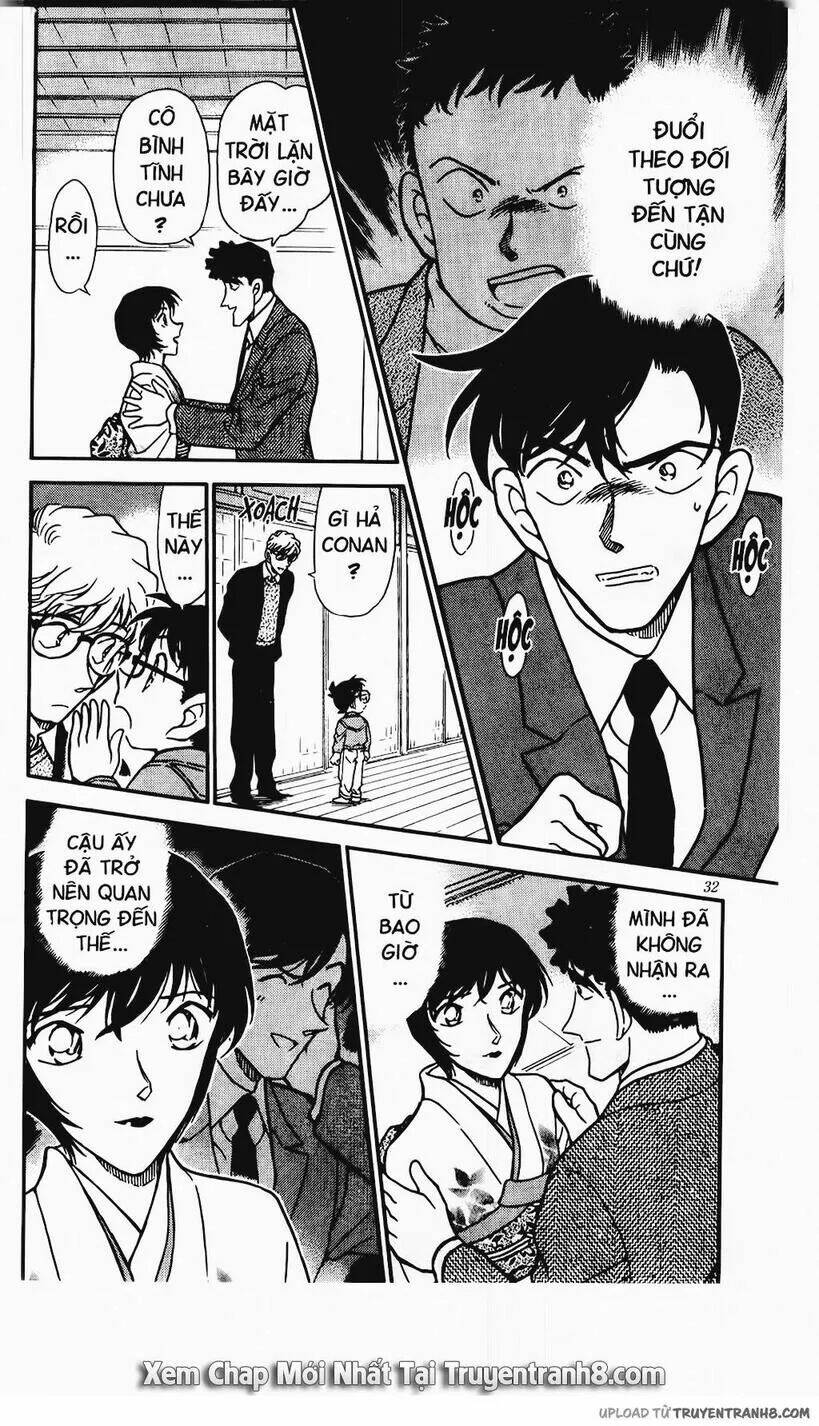 ĐUỔI
THEO ĐỐI
TƯỢNG
ĐẾN TẬN
CÙNG
CHỨ!
HỘC
HỘC
HỘC
MẶT
TRỜI LẶN
BÂY GIỜ
ĐẤY...
CÔ
BÌNH
TĨNH
CHƯA
?
RỒI
...
GÌ HẢ
CONAN
?
XOẠCH
THẾ
NÀY
...
32
MÌNH ĐÃ
KHÔNG
NHẬN RA
...
TỪ
BAO
GIỜ
...
CẬU ẤY
ĐÃ TRỞ
NÊN QUAN
TRỌNG ĐẾN
THẾ...
Xem Chap Mới Nhất Tại Truyentranh8.com
UPLOAD TỪ TRUYENTRANH8.COM